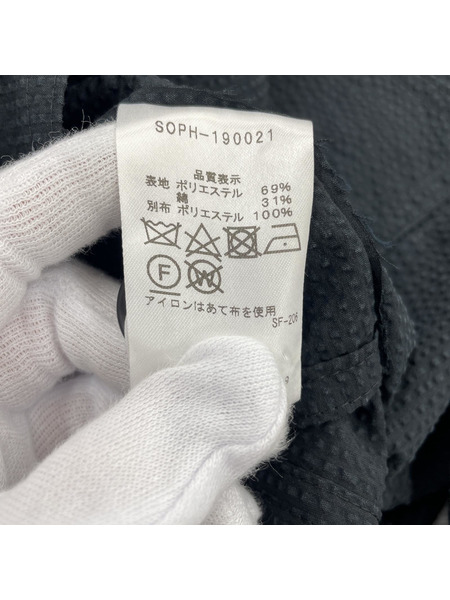 SOPH-190021
品質表示
表地 ポリエステル 69%
綿 31%
別布 ポリエステル 100%
F W
アイロンはあて布を使用
SF-206
9